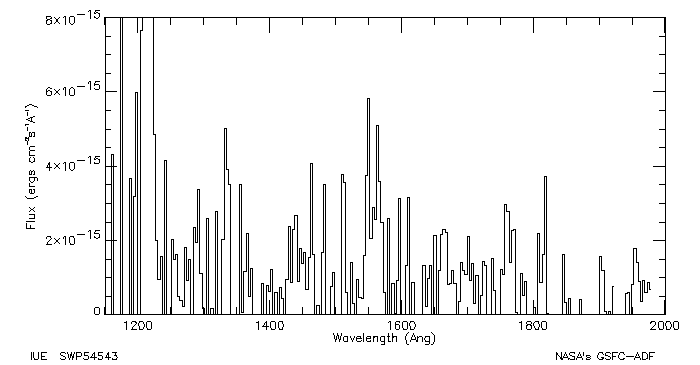 8×10⁻¹⁵
6×10⁻¹⁵
4×10⁻¹⁵
2×10⁻¹⁵
0
Flux (ergs cm⁻²s⁻¹A⁻¹)
1200 1400 1600 1800 2000
Wavelength (Ang)
IUE SWP54543
NASA's GSFC-ADF